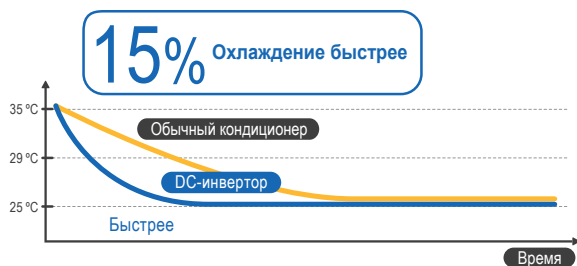 15% Охлаждение быстрее
35 ºC
Обычный кондиционер
29 ºC
DC-инвертор
25 ºC
Быстрее
Время